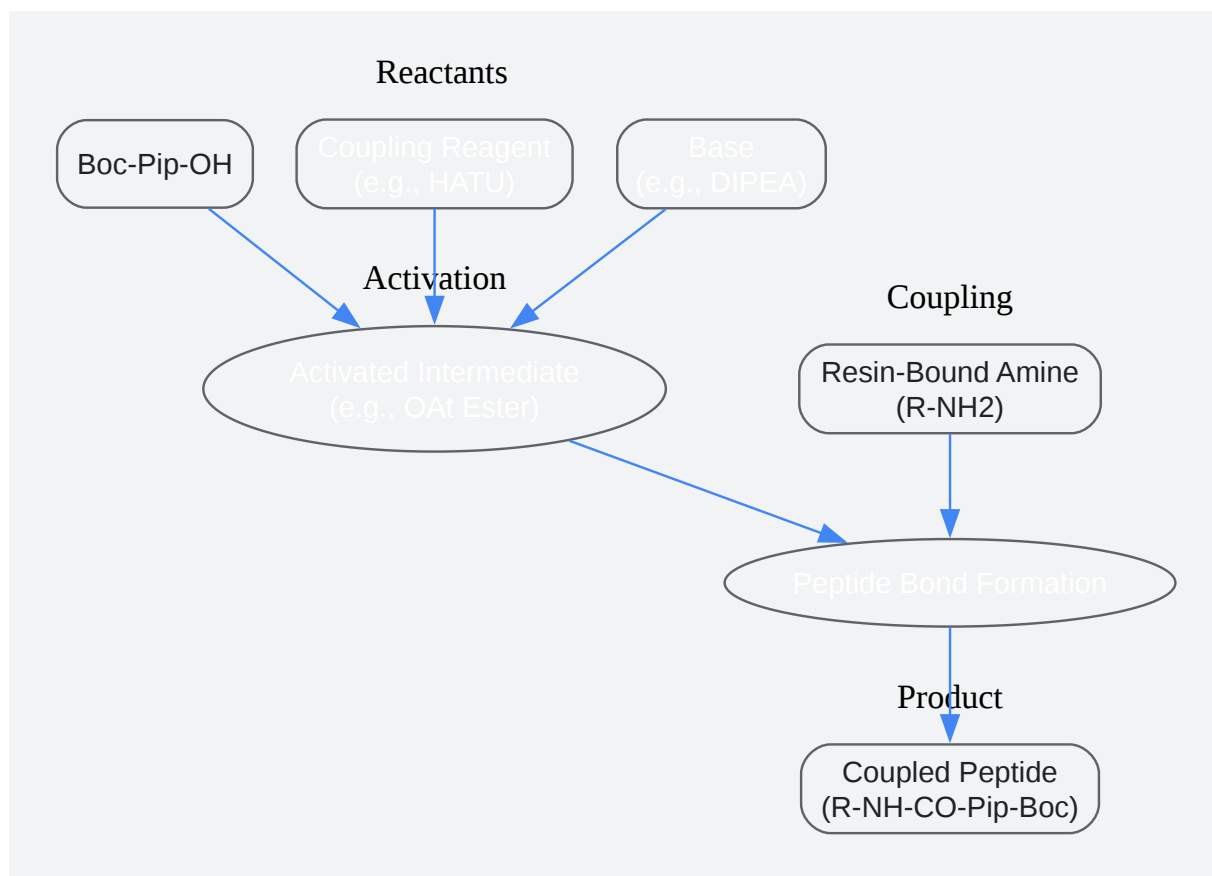 Reactants
Boc-Pip-OH
Coupling Reagent
(e.g., HATU)
Base
(e.g., DIPEA)
Activation
Activated Intermediate
(e.g., OAt Ester)
Coupling
Resin-Bound Amine
(R-NH2)
Peptide Bond Formation
Product
Coupled Peptide
(R-NH-CO-Pip-Boc)